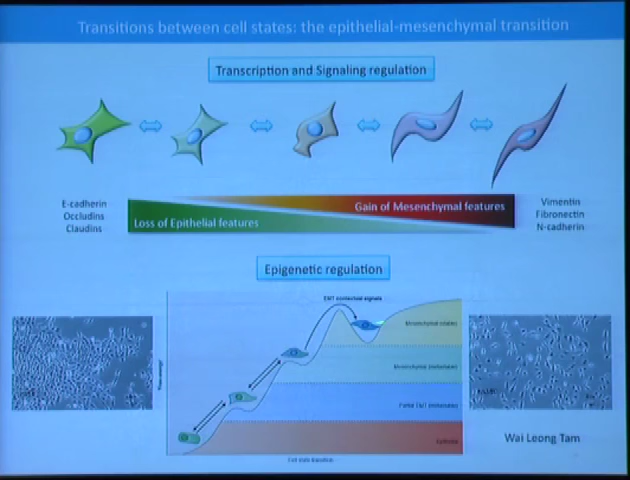 Transitions between cell states: the epithelial-mesenchymal transition
Transcription and Signaling regulation
E-cadherin
Occludins
Claudins
Loss of Epithelial features
Gain of Mesenchymal features
Vimentin
Fibronectin
N-cadherin
Epigenetic regulation
EMT contextual signals
Mesenchymal (stable)
Mesenchymal (metastable)
Partial EMT (metastable)
Epithelial
Cell state transition
Wai Leong Tam